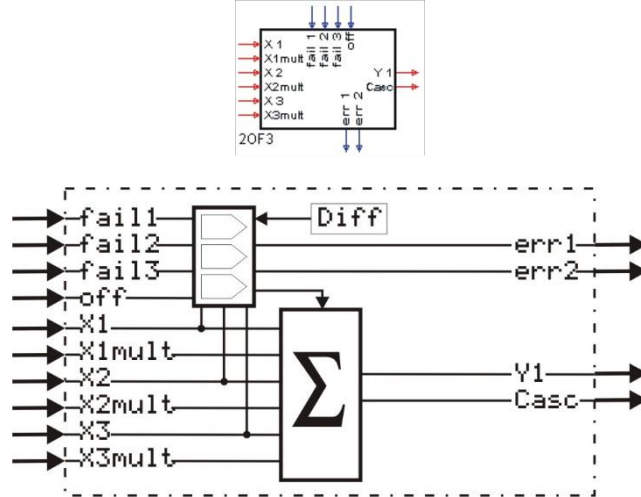 fail 1
fail 2
fail 3
off
X 1
X1mult
X 2
X2mult
X 3
X3mult
Y 1
Casc
err 1
err 2
2OF3
fail1
Diff
fail2
err1
fail3
err2
off
X1
X1mult
X2
Y1
X2mult
Casc
X3
X3mult
Σ